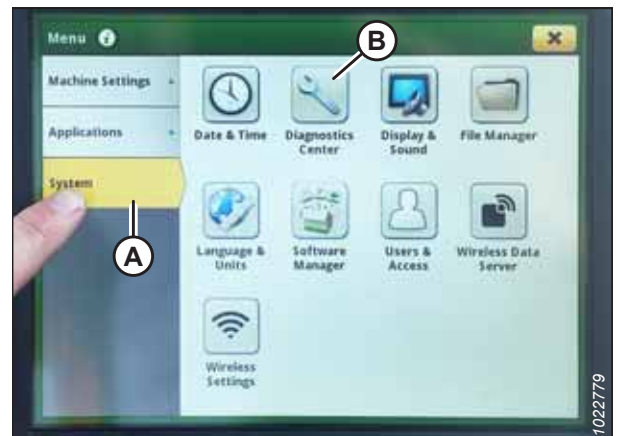 Menu
B
Machine Settings
Applications
System
A
Date & Time
Diagnostics
Center
Display &
Sound
File Manager
Language &
Units
Software
Manager
Users &
Access
Wireless Data
Server
Wireless
Settings
1022779